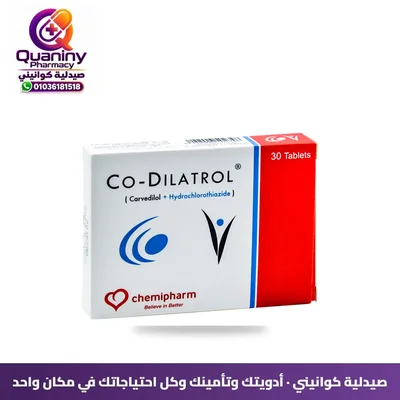 Quaniny
Pharmacy
صيدلية كوانيني
01036181518
30 Tablets
CO-DILATROL®
( Carvedilol + Hydrochlorothiazide )
chemipharm
Believe in Better
صيدلية كوانيني - أدويتك وتأمينك وكل احتياجاتك في مكان واحد